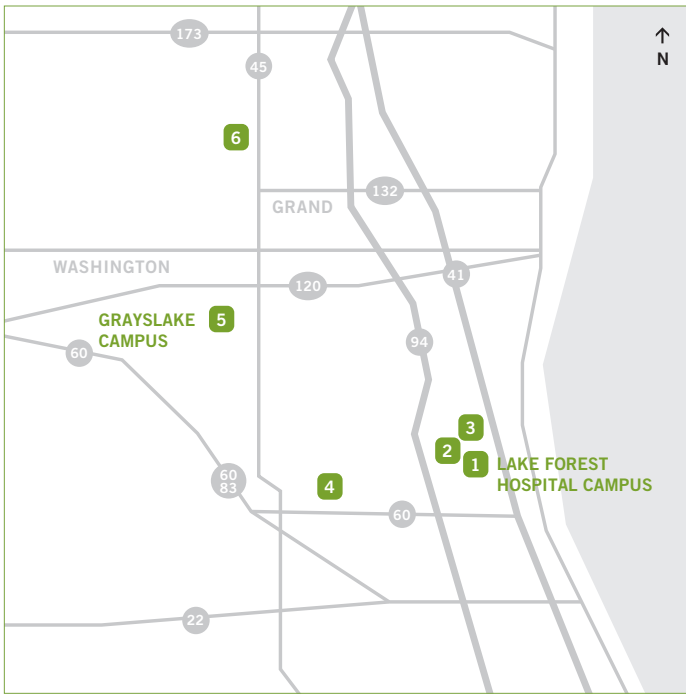 173
↑
N
45
6
132
GRAND
WASHINGTON
41
120
GRAYSLAKE
CAMPUS
5
94
60
3
2
1
LAKE FOREST
HOSPITAL CAMPUS
60
83
4
60
22